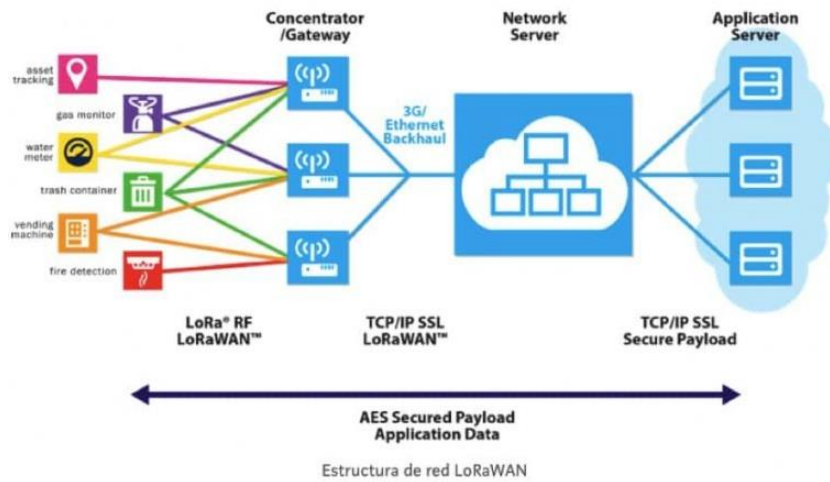 Concentrator
/Gateway
Network
Server
Application
Server
asset
tracking
gas monitor
water
meter
trash container
vending
machine
fire detection
3G/
Ethernet
Backhaul
LoRa® RF
LoRaWAN™
TCP/IP SSL
LoRaWAN™
TCP/IP SSL
Secure Payload
AES Secured Payload
Application Data
Estructura de red LoRaWAN